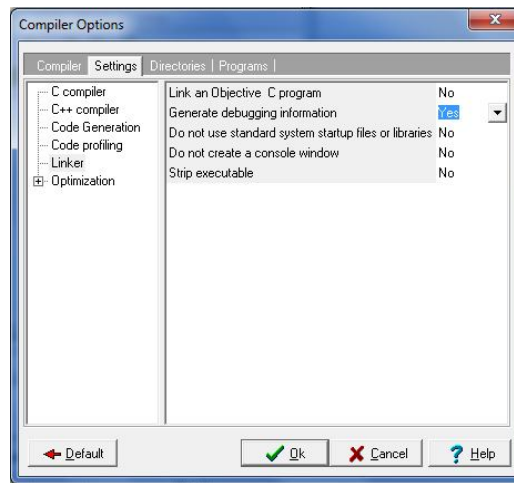 Compiler Options
Compiler Settings Directories | Programs |
C compiler
C++ compiler
Code Generation
Code profiling
Linker
Optimization
Link an Objective C program No
Generate debugging information Yes
Do not use standard system startup files or libraries No
Do not create a console window No
Strip executable No
Default Ok Cancel ? Help